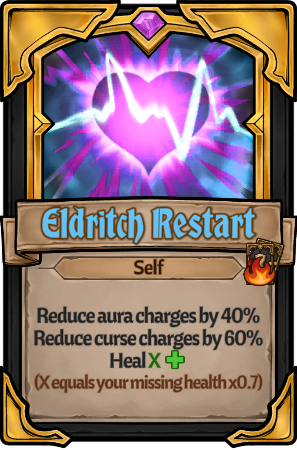 Eldritch Restart
Self
Reduce aura charges by 40%
Reduce curse charges by 60%
Heal X
(X equals your missing health x0.7)